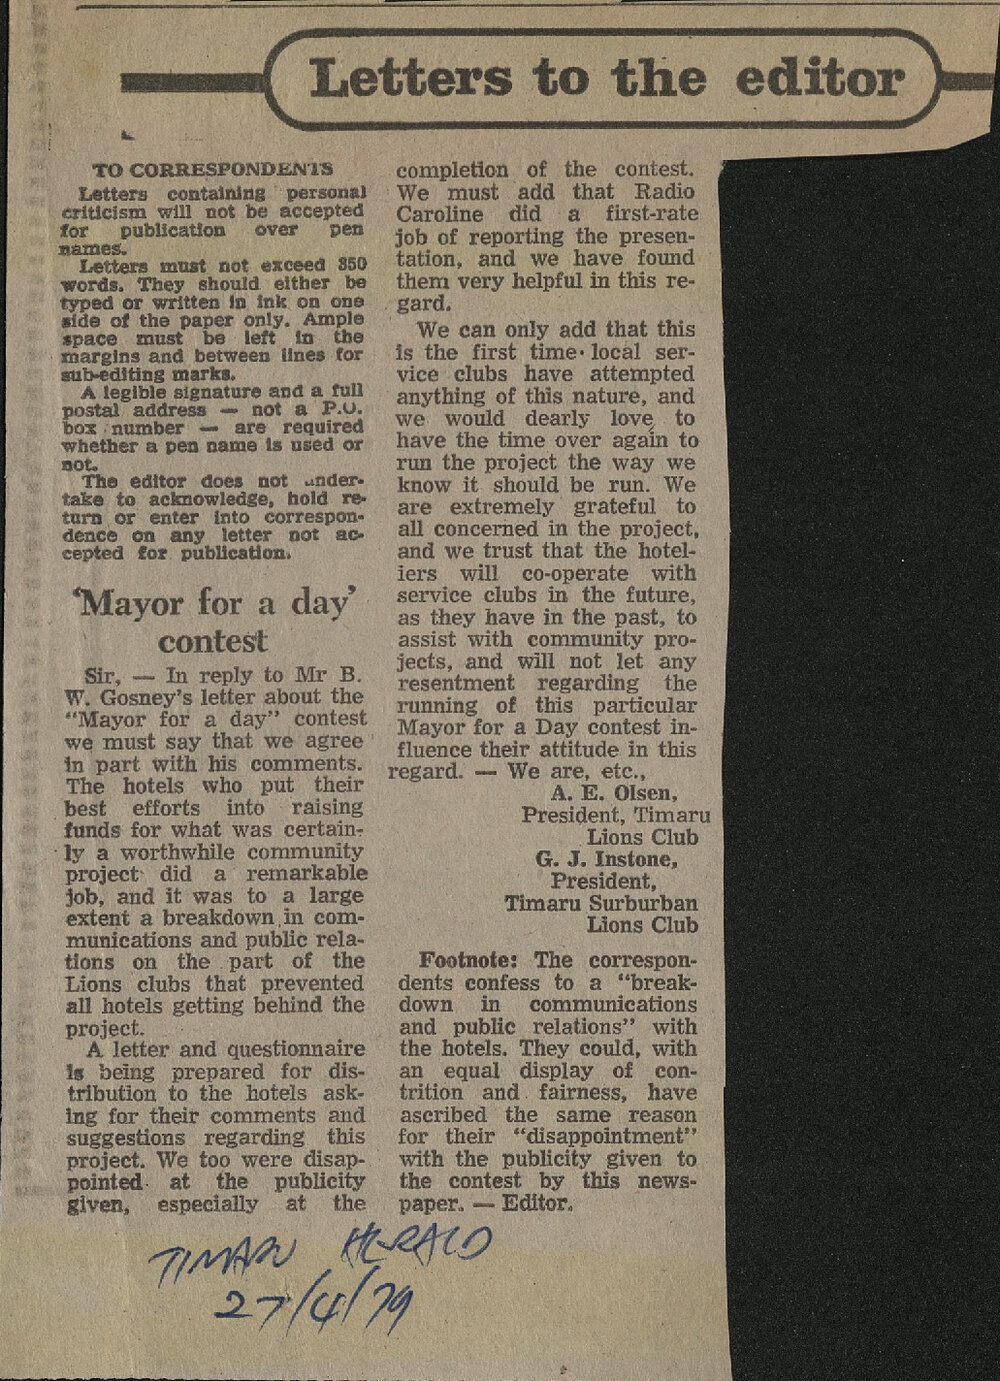 Letters to the editor
TO CORRESPONDENTS
Letters containing personal
criticism will not be accepted
for publication over pen
names.
Letters must not exceed 350
words. They should either be
typed or written in ink on one
side of the paper only. Ample
space must be left in the
margins and between lines for
sub-editing marks.
A legible signature and a full
postal address — not a P.O.
box number — are required
whether a pen name is used or
not.
The editor does not under-
take to acknowledge, hold re-
turn or enter into correspon-
dence on any letter not ac-
cepted for publication.
'Mayor for a day'
contest
Sir, — In reply to Mr B.
W. Gosney's letter about the
"Mayor for a day" contest
we must say that we agree
in part with his comments.
The hotels who put their
best efforts into raising
funds for what was certain-
ly a worthwhile community
project did a remarkable
job, and it was to a large
extent a breakdown in com-
munications and public rela-
tions on the part of the
Lions clubs that prevented
all hotels getting behind the
project.
A letter and questionnaire
is being prepared for dis-
tribution to the hotels ask-
ing for their comments and
suggestions regarding this
project. We too were disap-
pointed at the publicity
given, especially at the
completion of the contest.
We must add that Radio
Caroline did a first-rate
job of reporting the presen-
tation, and we have found
them very helpful in this re-
gard.
We can only add that this
is the first time local ser-
vice clubs have attempted
anything of this nature, and
we would dearly love to
have the time over again to
run the project the way we
know it should be run. We
are extremely grateful to
all concerned in the project,
and we trust that the hotel-
iers will co-operate with
service clubs in the future,
as they have in the past, to
assist with community pro-
jects, and will not let any
resentment regarding the
running of this particular
Mayor for a Day contest in-
fluence their attitude in this
regard. — We are, etc.,
A. E. Olsen,
President, Timaru
Lions Club
G. J. Instone,
President,
Timaru Surburban
Lions Club
Footnote: The correspon-
dents confess to a "break-
down in communications
and public relations" with
the hotels. They could, with
an equal display of con-
trition and fairness, have
ascribed the same reason
for their "disappointment"
with the publicity given to
the contest by this news-
paper. — Editor.
TIMARU HERALD
27/4/79